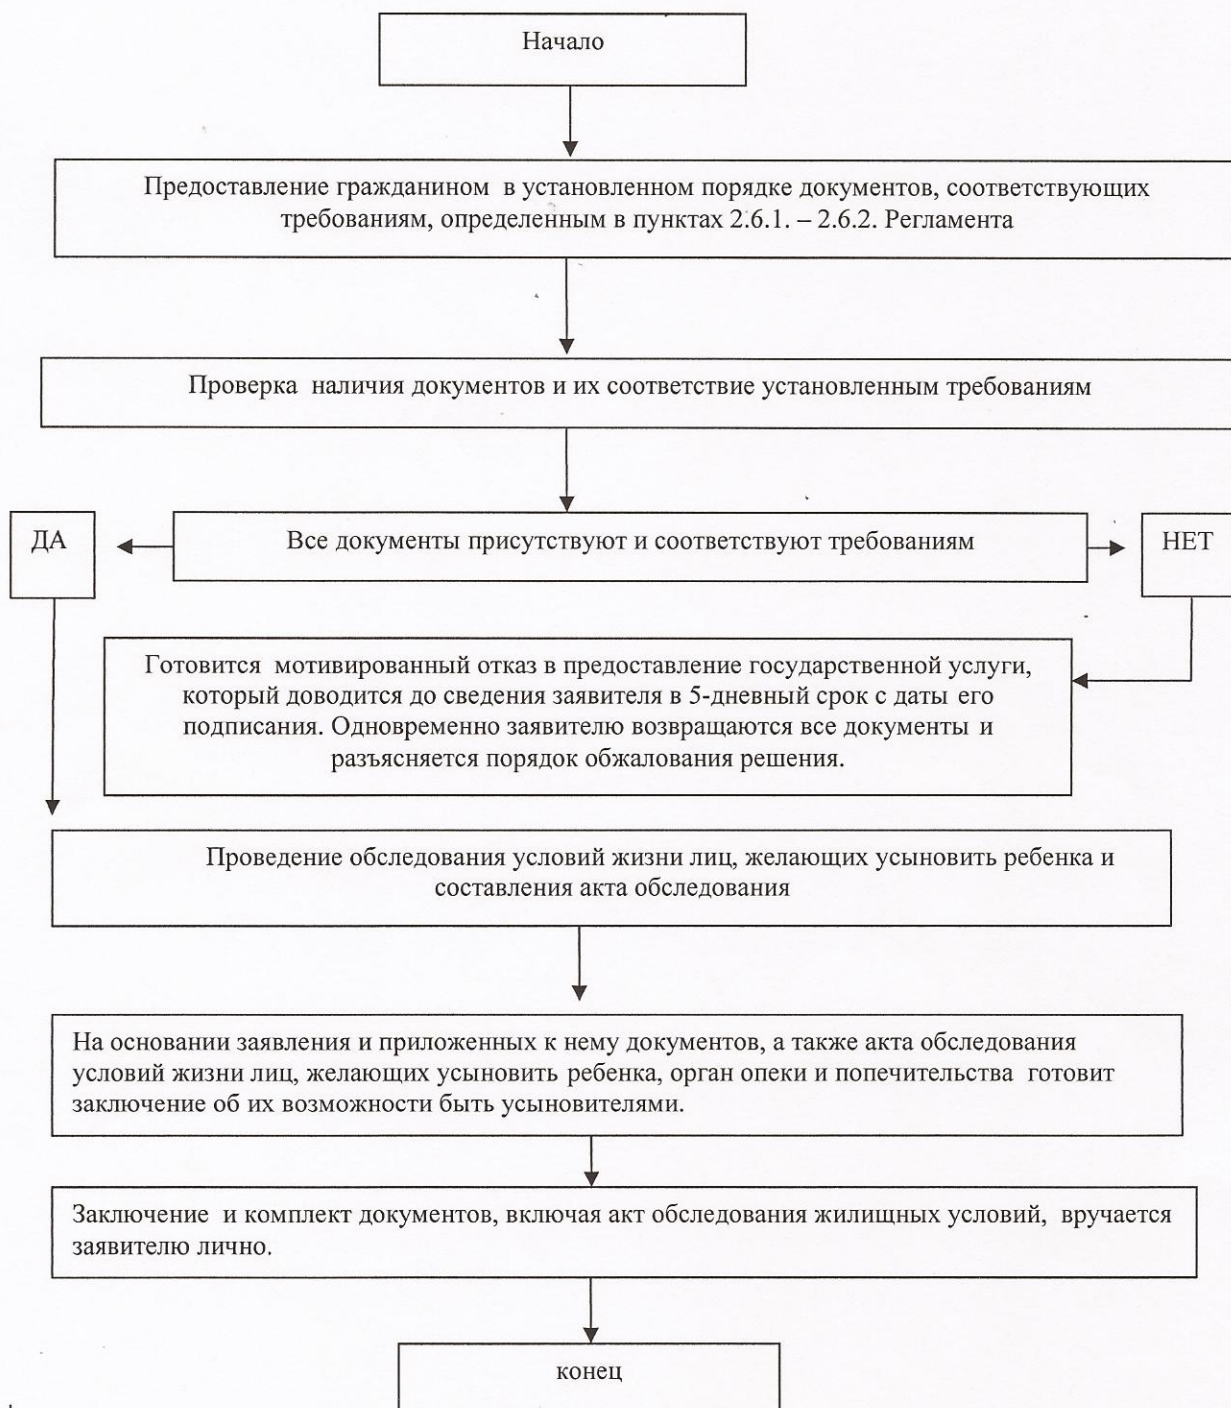 Начало
Предоставление гражданином в установленном порядке документов, соответствующих
требованиям, определенным в пунктах 2.6.1. – 2.6.2. Регламента
Проверка наличия документов и их соответствие установленным требованиям
ДА
Все документы присутствуют и соответствуют требованиям
НЕТ
Готовится мотивированный отказ в предоставление государственной услуги,
который доводится до сведения заявителя в 5-дневный срок с даты его
подписания. Одновременно заявителю возвращаются все документы и
разъясняется порядок обжалования решения.
Проведение обследования условий жизни лиц, желающих усыновить ребенка и
составления акта обследования
На основании заявления и приложенных к нему документов, а также акта обследования
условий жизни лиц, желающих усыновить ребенка, орган опеки и попечительства готовит
заключение об их возможности быть усыновителями.
Заключение и комплект документов, включая акт обследования жилищных условий, вручается
заявителю лично.
конец